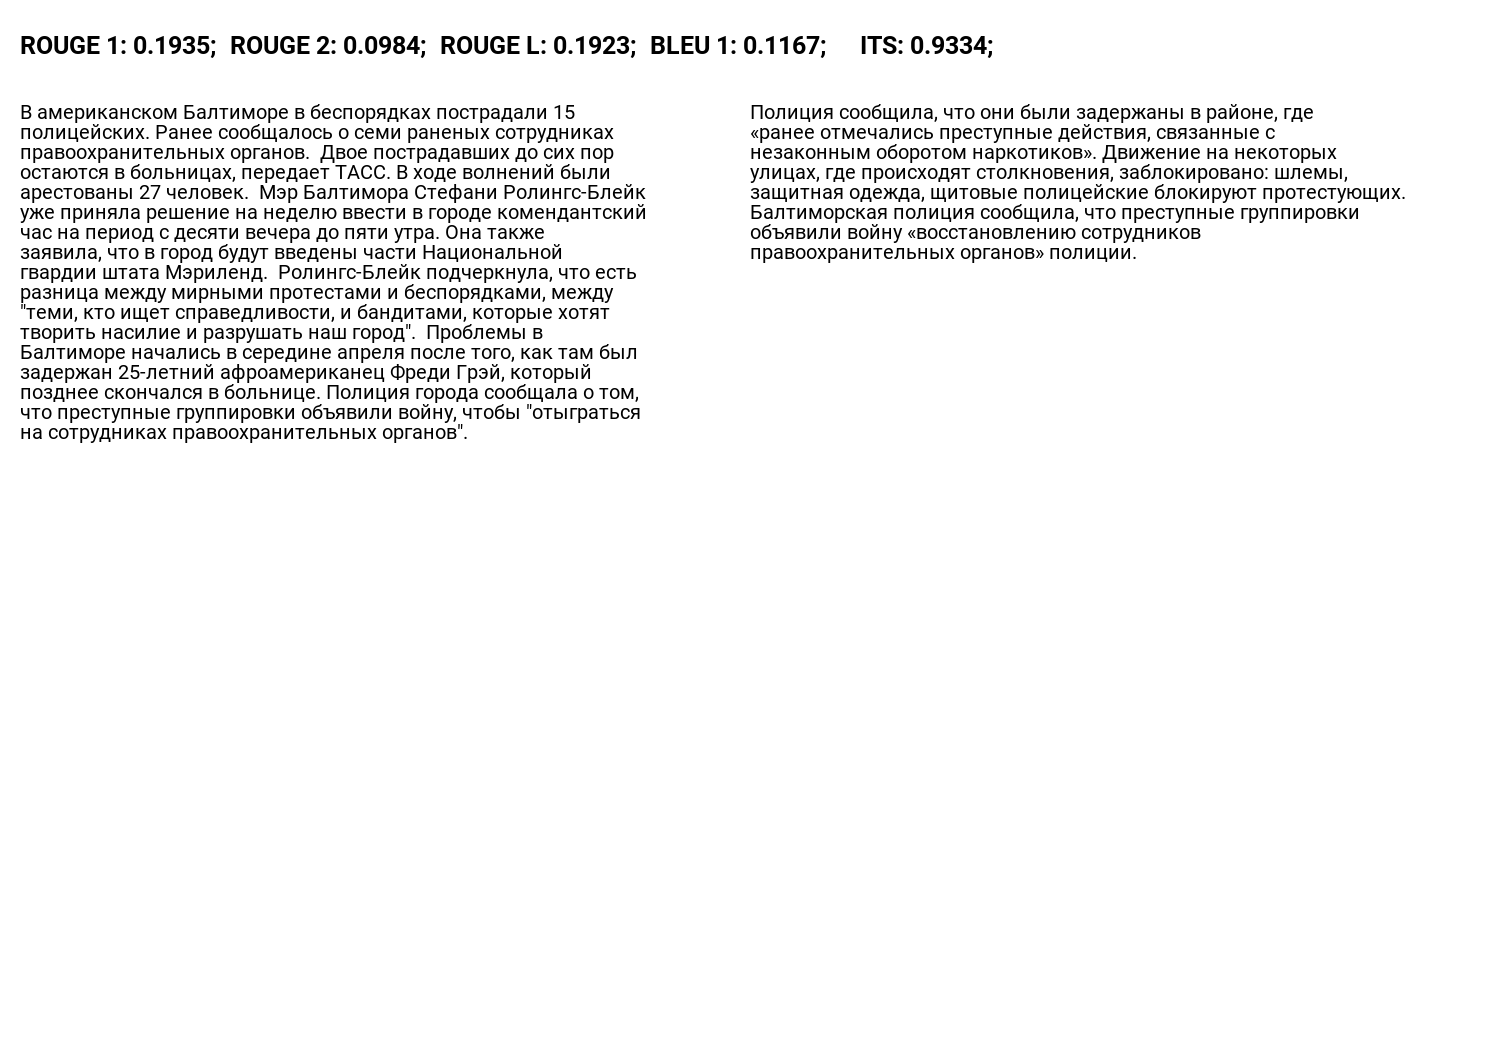 ROUGE 1: 0.1935;  ROUGE 2: 0.0984;  ROUGE L: 0.1923;  BLEU 1: 0.1167;  ITS: 0.9334;
В американском Балтиморе в беспорядках пострадали 15
полицейских. Ранее сообщалось о семи раненых сотрудниках
правоохранительных органов.  Двое пострадавших до сих пор
остаются в больницах, передает ТАСС. В ходе волнений были
арестованы 27 человек.  Мэр Балтимора Стефани Ролингс-Блейк
уже приняла решение на неделю ввести в городе комендантский
час на период с десяти вечера до пяти утра. Она также
заявила, что в город будут введены части Национальной
гвардии штата Мэриленд.  Ролингс-Блейк подчеркнула, что есть
разница между мирными протестами и беспорядками, между
"теми, кто ищет справедливости, и бандитами, которые хотят
творить насилие и разрушать наш город".  Проблемы в
Балтиморе начались в середине апреля после того, как там был
задержан 25-летний афроамериканец Фреди Грэй, который
позднее скончался в больнице. Полиция города сообщала о том,
что преступные группировки объявили войну, чтобы "отыграться
на сотрудниках правоохранительных органов".
Полиция сообщила, что они были задержаны в районе, где
«ранее отмечались преступные действия, связанные с
незаконным оборотом наркотиков». Движение на некоторых
улицах, где происходят столкновения, заблокировано: шлемы,
защитная одежда, щитовые полицейские блокируют протестующих.
Балтиморская полиция сообщила, что преступные группировки
объявили войну «восстановлению сотрудников
правоохранительных органов» полиции.